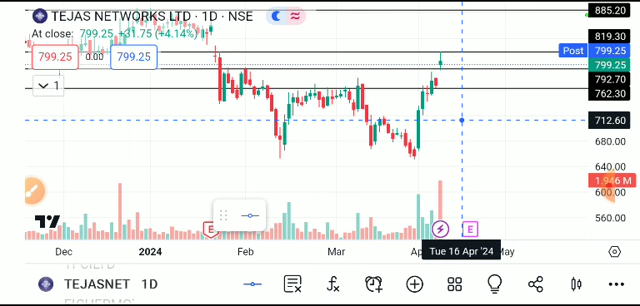 TEJAS NETWORKS LTD · 1D · NSE
At close: 799.25 +31.75 (+4.14%)
799.25 0.00 799.25
1
885.20
819.30
Post 799.25
799.25
792.70
762.30
712.60
680.00
640.00
1.946 M
600.00
560.00
E
E
Dec 2024 Feb Mar Ap May
Tue 16 Apr '24
TEJASNET 1D